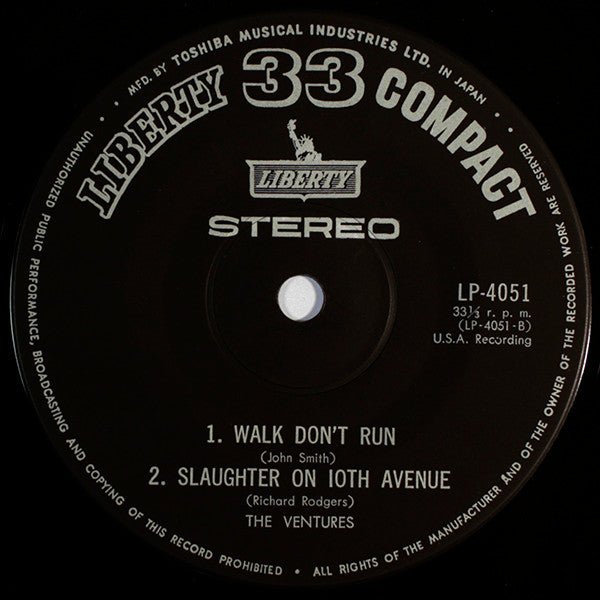 MFD. BY TOSHIBA MUSICAL INDUSTRIES LTD. IN JAPAN
LIBERTY 33 COMPACT
LIBERTY
STEREO
LP-4051
33⅓ r. p. m.
(LP-4051-B)
U.S.A. Recording
1. WALK DON'T RUN
(John Smith)
2. SLAUGHTER ON 10TH AVENUE
(Richard Rodgers)
THE VENTURES
UNAUTHORIZED PUBLIC PERFORMANCE, BROADCASTING AND COPYING OF THIS RECORD PROHIBITED • ALL RIGHTS OF THE MANUFACTURER AND OF THE OWNER OF THE RECORDED WORK ARE RESERVED